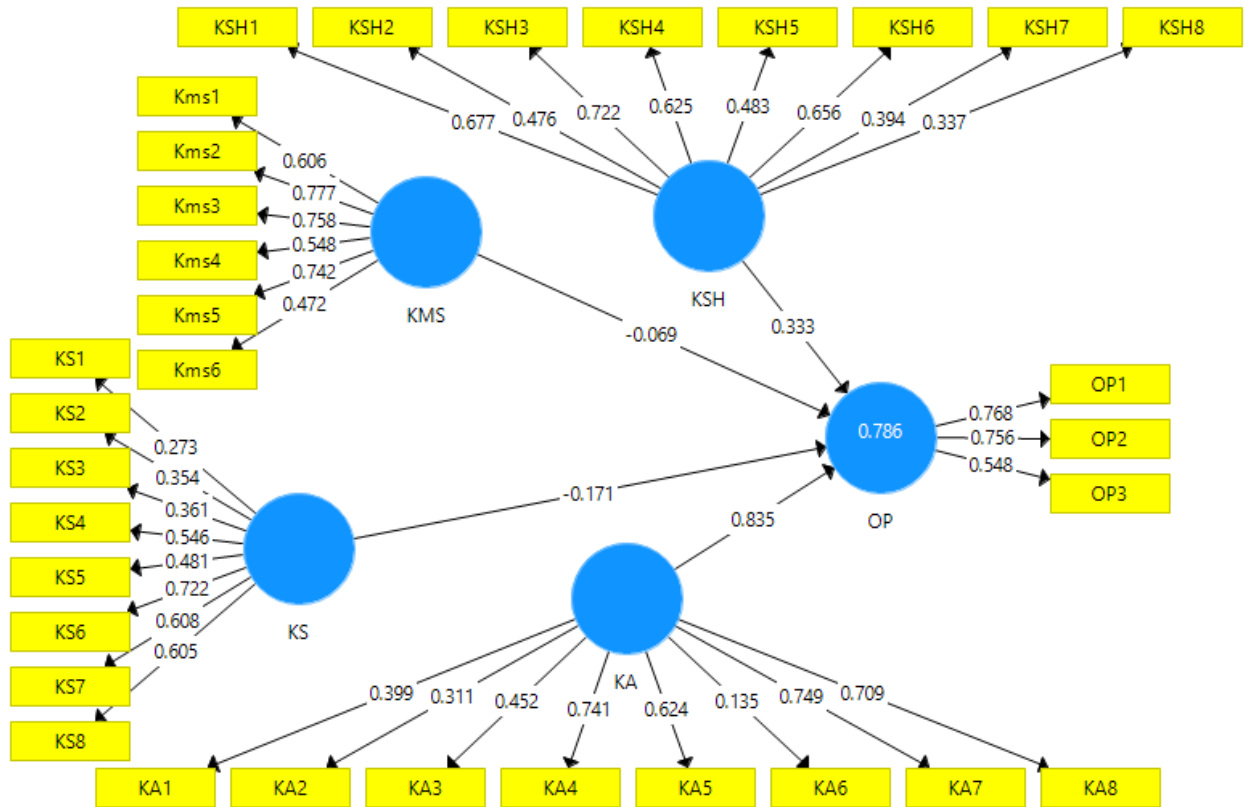 KSH1 KSH2 KSH3 KSH4 KSH5 KSH6 KSH7 KSH8
0.677 0.476 0.722 0.625 0.483 0.656 0.394 0.337
KSH
Kms1
Kms2
Kms3
Kms4
Kms5
Kms6
0.606
0.777
0.758
0.548
0.742
0.472
KMS
-0.069
0.333
KS1
KS2
KS3
KS4
KS5
KS6
KS7
KS8
0.273
0.354
0.361
0.546
0.481
0.722
0.608
0.605
KS
-0.171
0.835
0.786
OP
0.768
0.756
0.548
OP1
OP2
OP3
KA
0.399 0.311 0.452 0.741 0.624 0.135 0.749 0.709
KA1 KA2 KA3 KA4 KA5 KA6 KA7 KA8